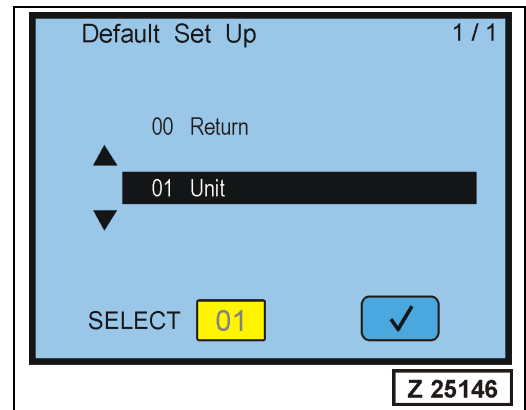 Default Set Up 1 / 1
00 Return
01 Unit
SELECT 01
Z 25146